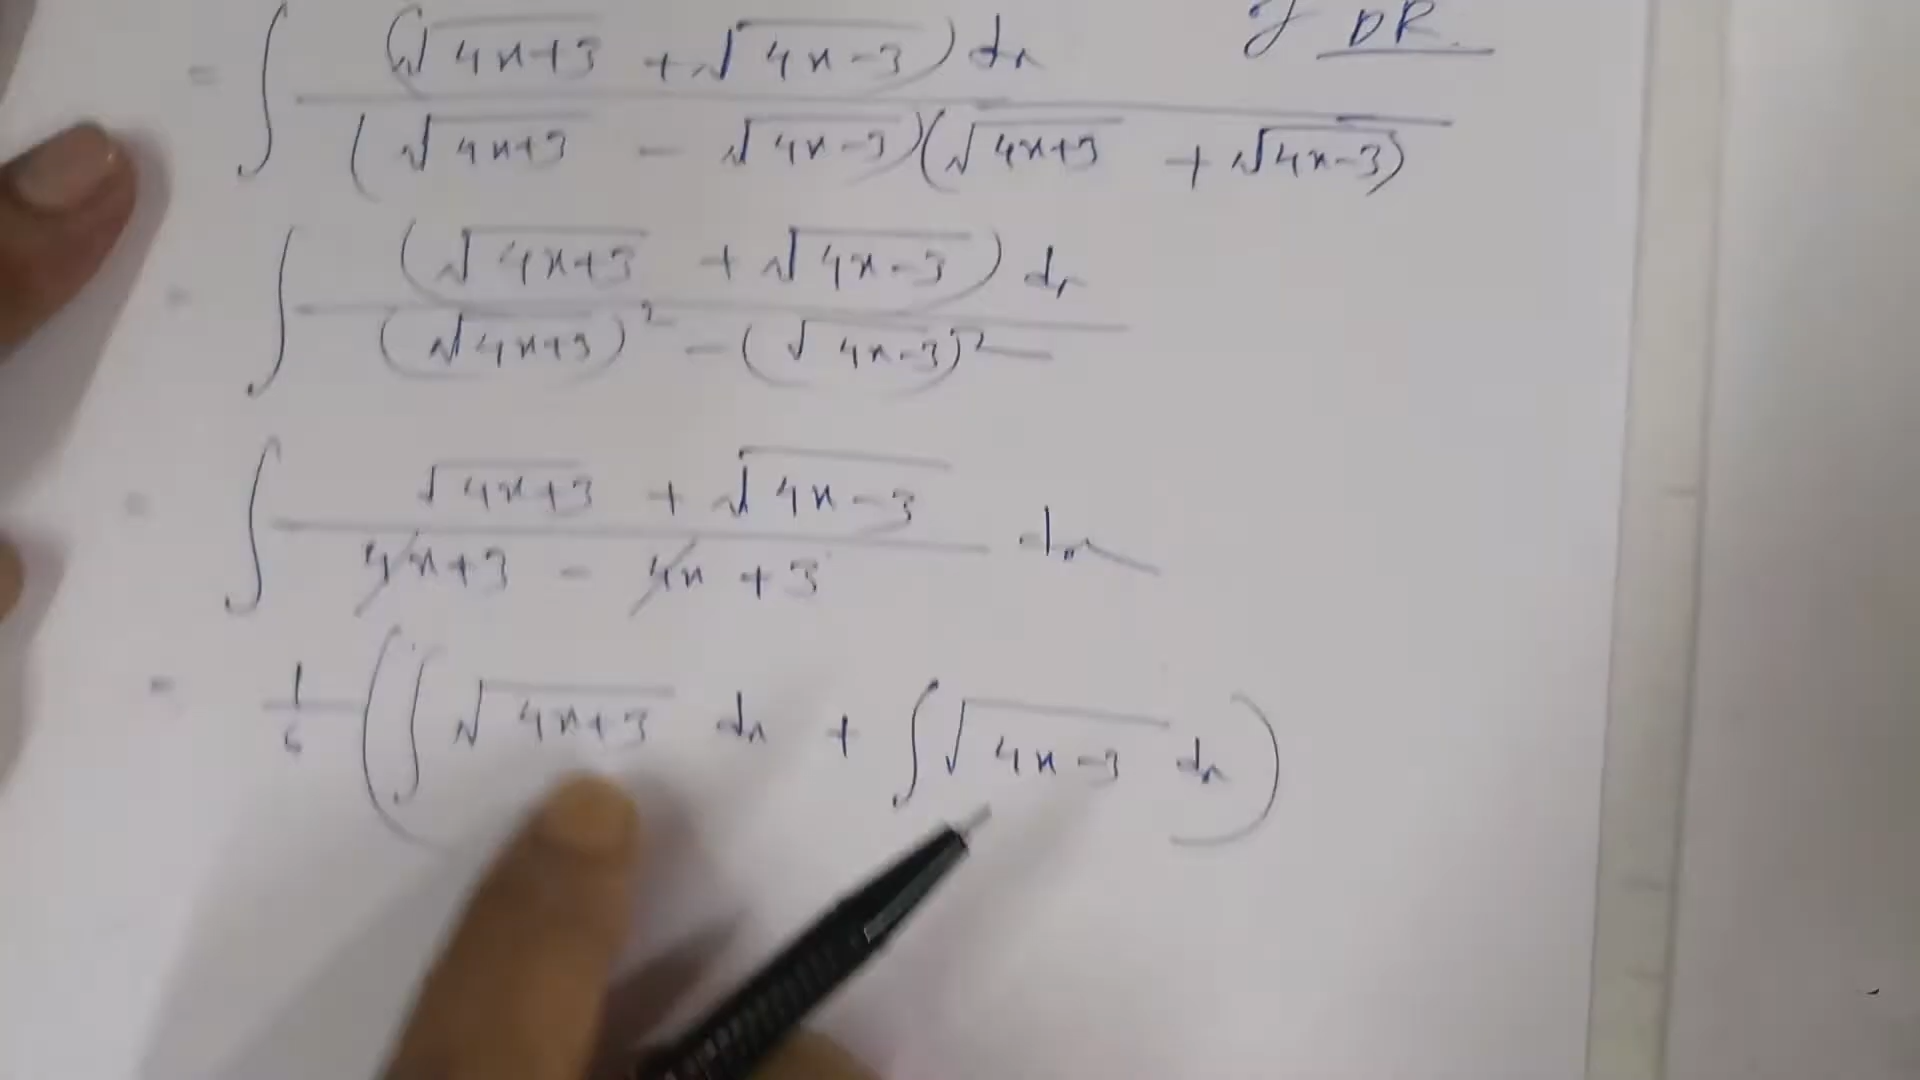 DR.
= ∫ (√4x+3 + √4x-3) dx / (√4x+3 - √4x-3)(√4x+3 + √4x-3)
= ∫ (√4x+3 + √4x-3) dx / (√4x+3)² - (√4x-3)²
= ∫ √4x+3 + √4x-3 / 4x+3 - 4x+3 dx
= 1/6 (∫ √4x+3 dx + ∫ √4x-3 dx)